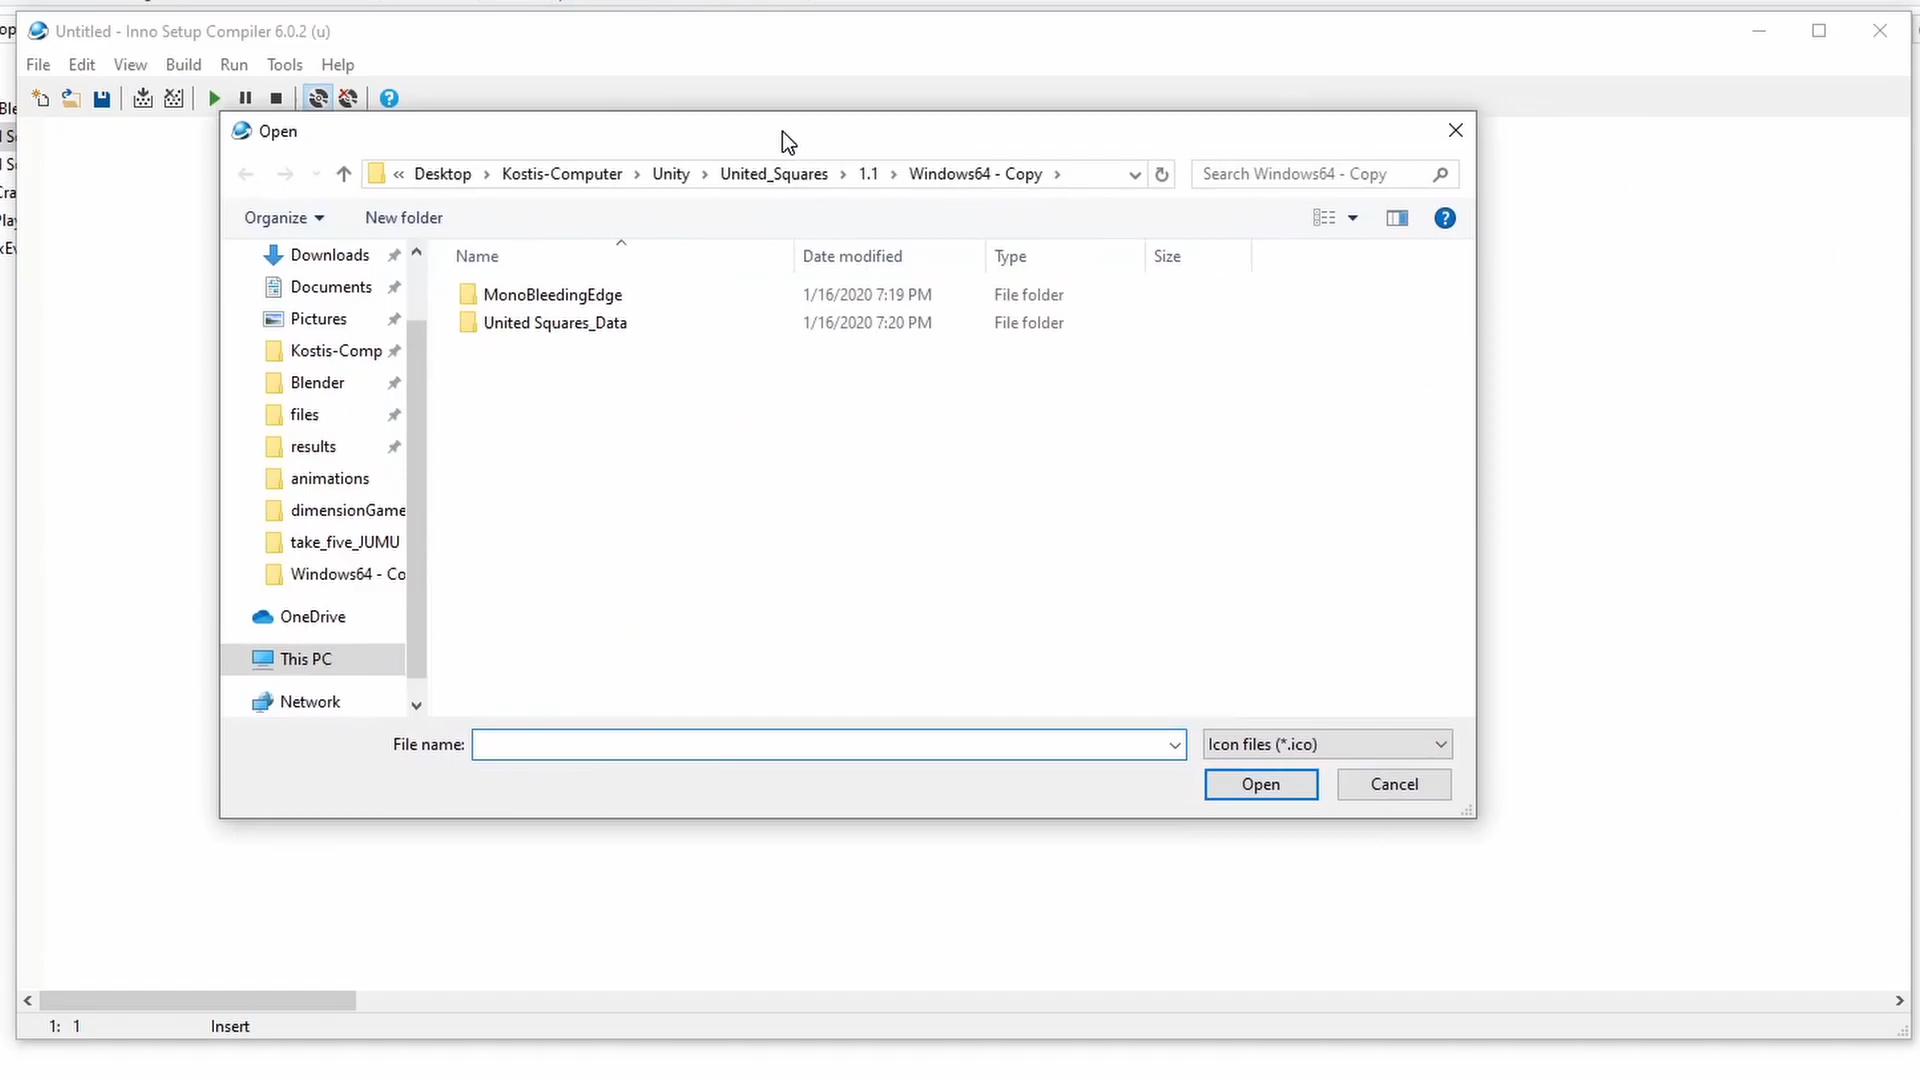 Untitled - Inno Setup Compiler 6.0.2 (u)
File Edit View Build Run Tools Help
Open
« Desktop › Kostis-Computer › Unity › United_Squares › 1.1 › Windows64 - Copy ›
Search Windows64 - Copy
Organize New folder
Name Date modified Type Size
Downloads
Documents
Pictures
Kostis-Comp
Blender
files
results
animations
dimensionGame
take_five_JUMU
Windows64 - Co
OneDrive
This PC
Network
MonoBleedingEdge 1/16/2020 7:19 PM File folder
United Squares_Data 1/16/2020 7:20 PM File folder
File name:
Icon files (*.ico)
Open Cancel
1: 1 Insert